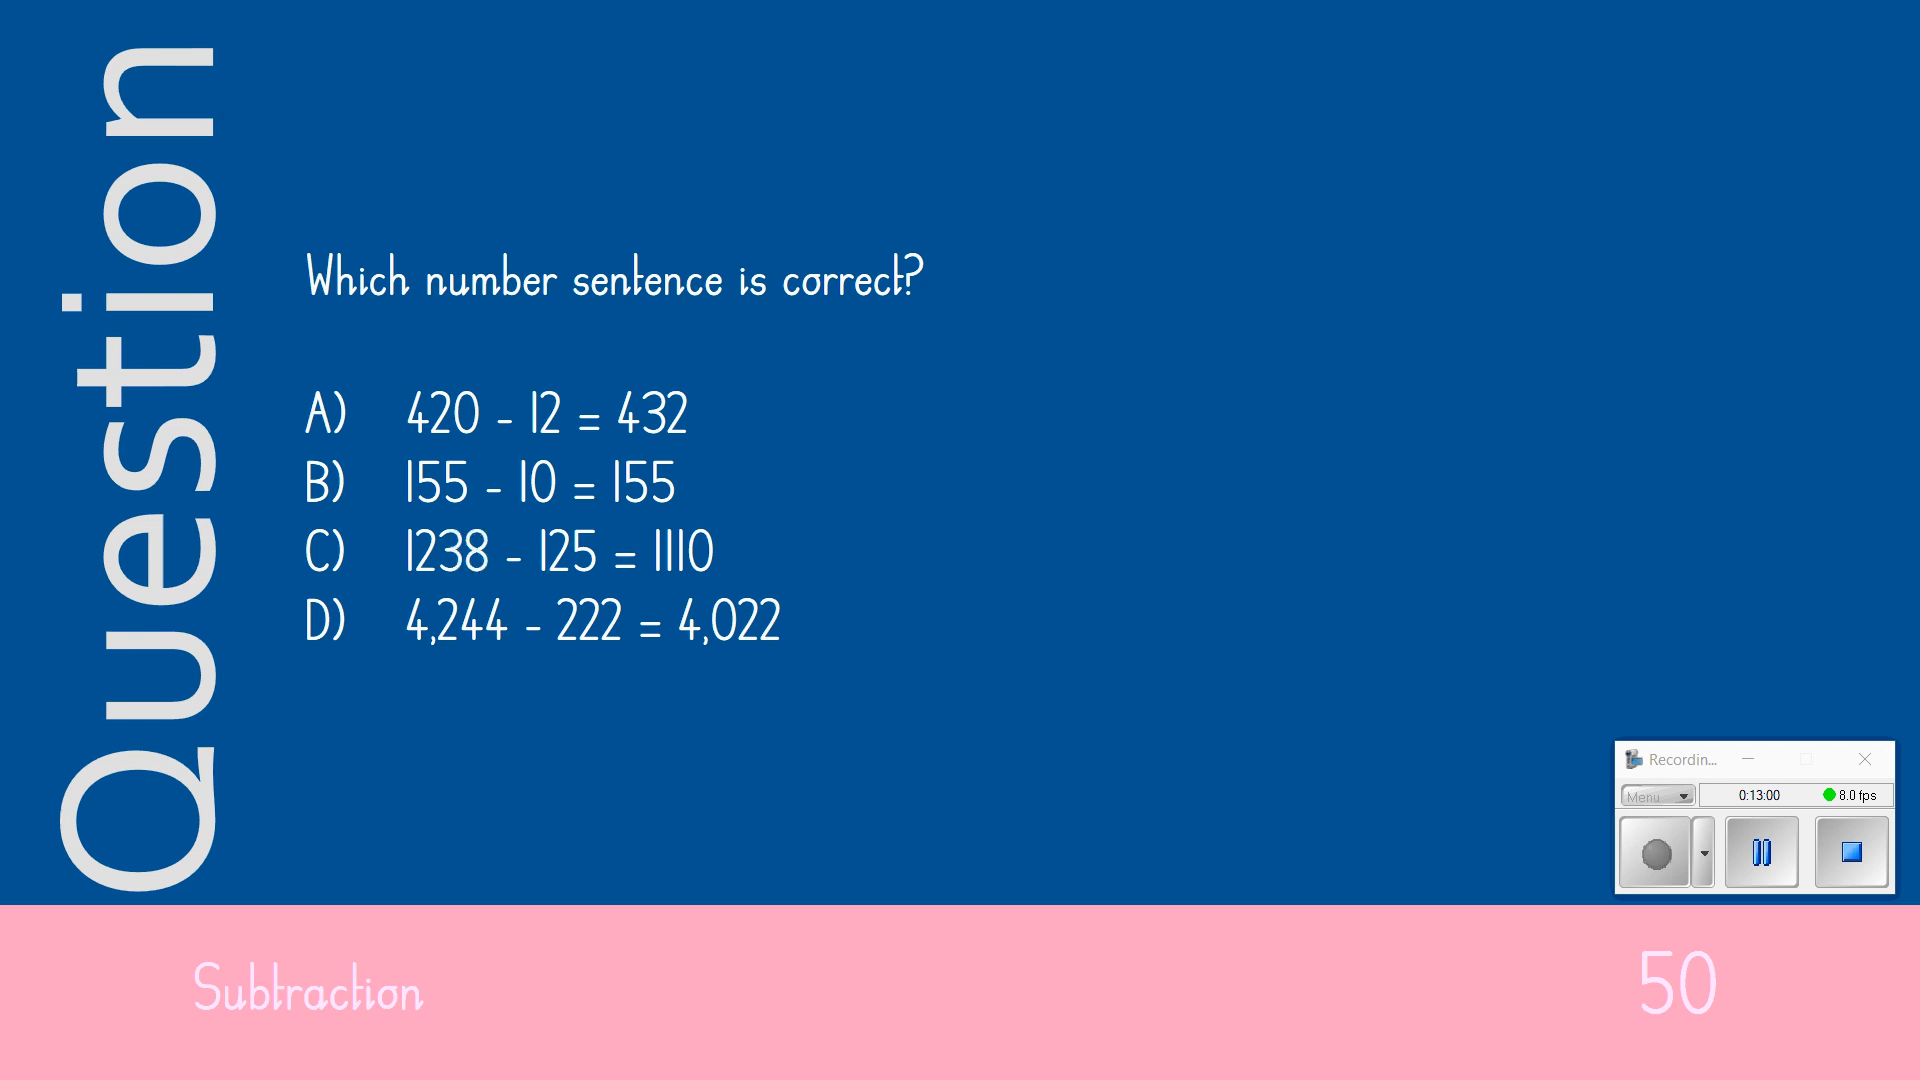 Question
Which number sentence is correct?
A) 420 - 12 = 432
B) 155 - 10 = 155
C) 1238 - 125 = 1110
D) 4,244 - 222 = 4,022
Recordin...
Menu 0:13:00 8.0 fps
Subtraction 50